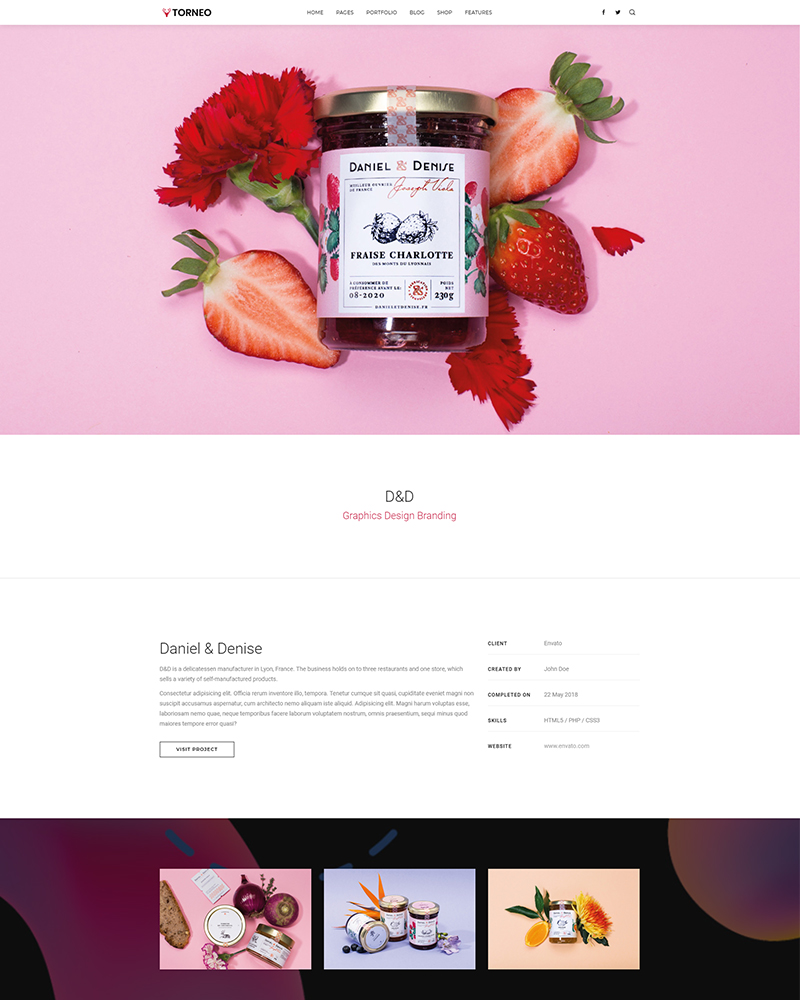 TORNEO
HOME PAGES PORTFOLIO BLOG SHOP FEATURES
DANIEL & DENISE
MEILLEUR OUVRIER
DE FRANCE
Joseph Viola
FRAISE CHARLOTTE
DES MONTS DU LYONNAIS
A CONSOMMER DE
PRÉFÉRENCE AVANT LE:
08-2020
POIDS
NET
230g
DANIELETDENISE.FR
D&D
Graphics Design Branding
Daniel & Denise
D&D is a delicatessen manufacturer in Lyon, France. The business holds on to three restaurants and one store, which
sells a variety of self-manufactured products.
Consectetur adipisicing elit. Officia rerum inventore illo, tempora. Tenetur cumque sit quasi, cupiditate eveniet magni non
suscipit accusamus aspernatur, cum architecto nemo aliquam iste aliquid. Adipisicing elit. Magni harum voluptas esse,
laboriosam nemo quae, neque temporibus facere laborum voluptatem nostrum, omnis praesentium, sequi minus quod
maiores tempore error quasi?
VISIT PROJECT
CLIENT Envato
CREATED BY John Doe
COMPLETED ON 22 May 2018
SKILLS HTML5 / PHP / CSS3
WEBSITE www.envato.com